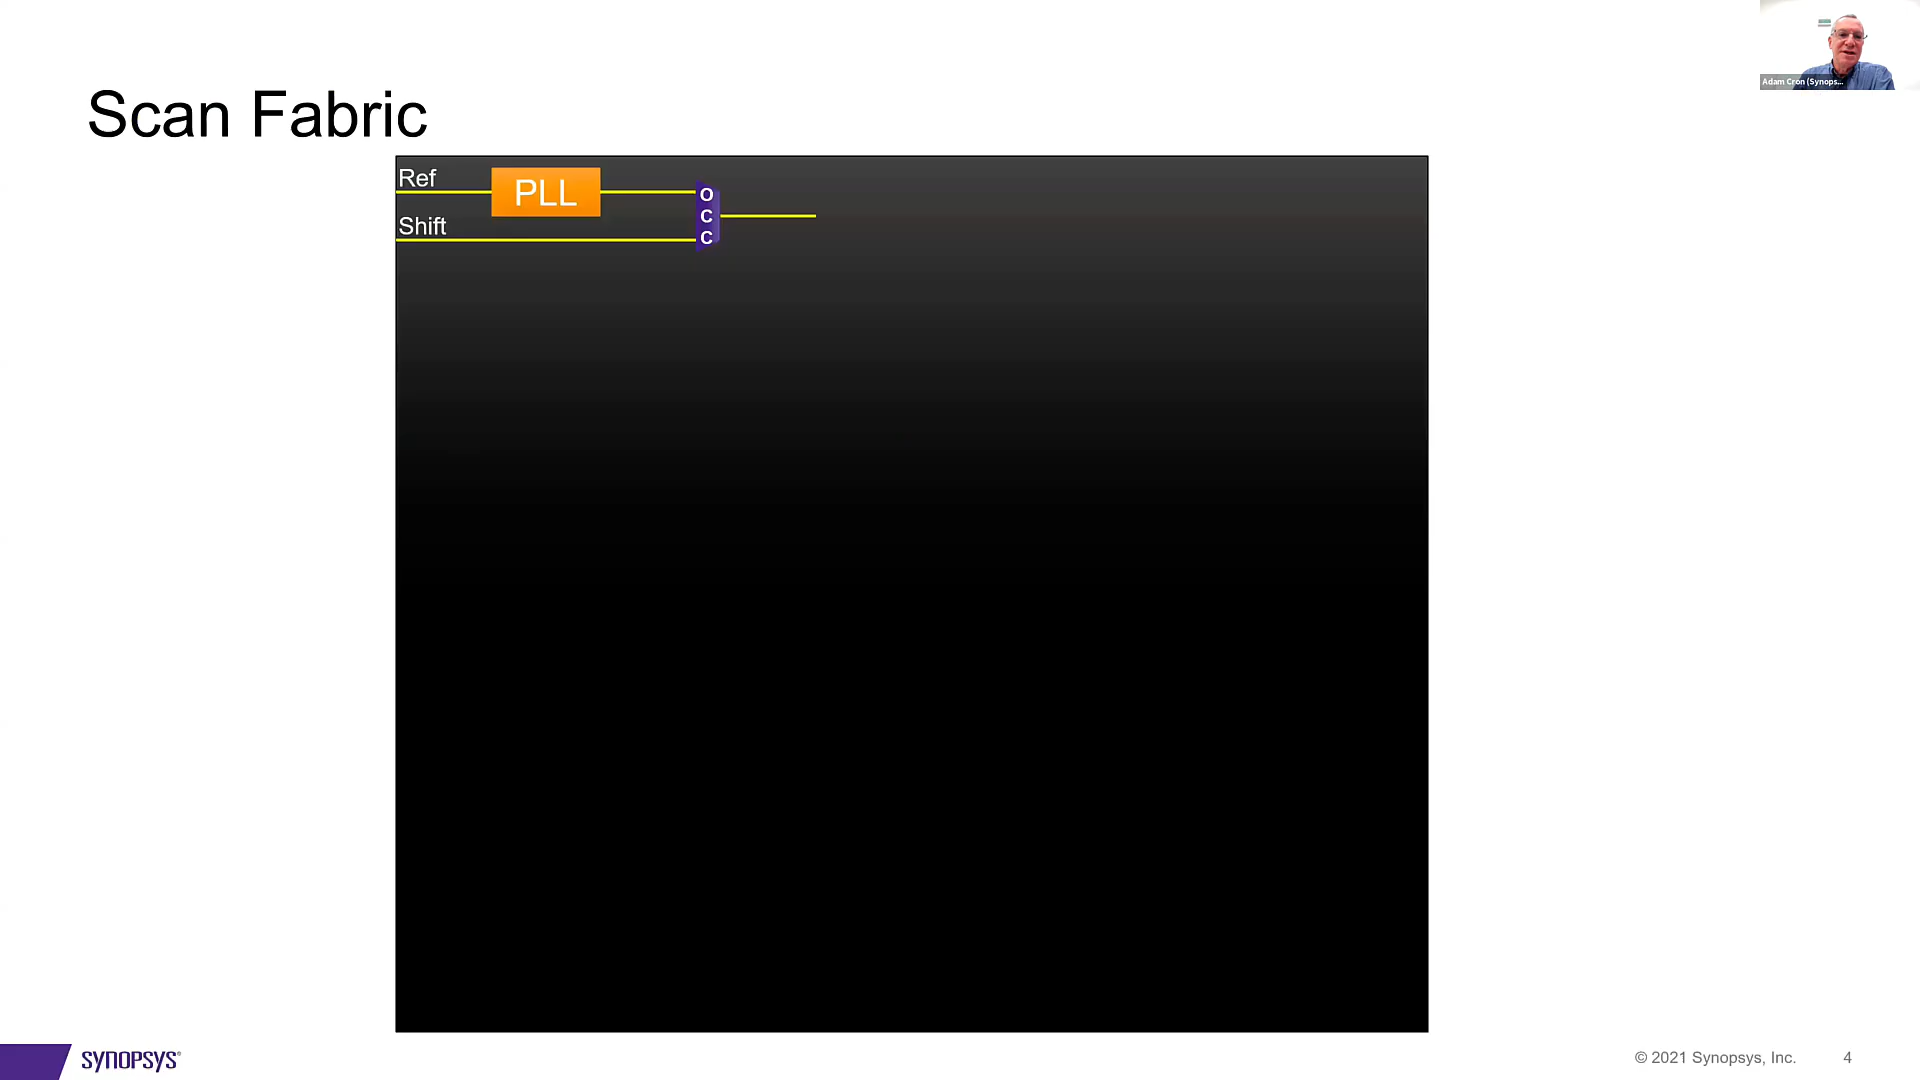 Adam Cron (Synops...
Scan Fabric
Ref
PLL
Shift
O
C
C
SYNOPSYS®
© 2021 Synopsys, Inc.
4